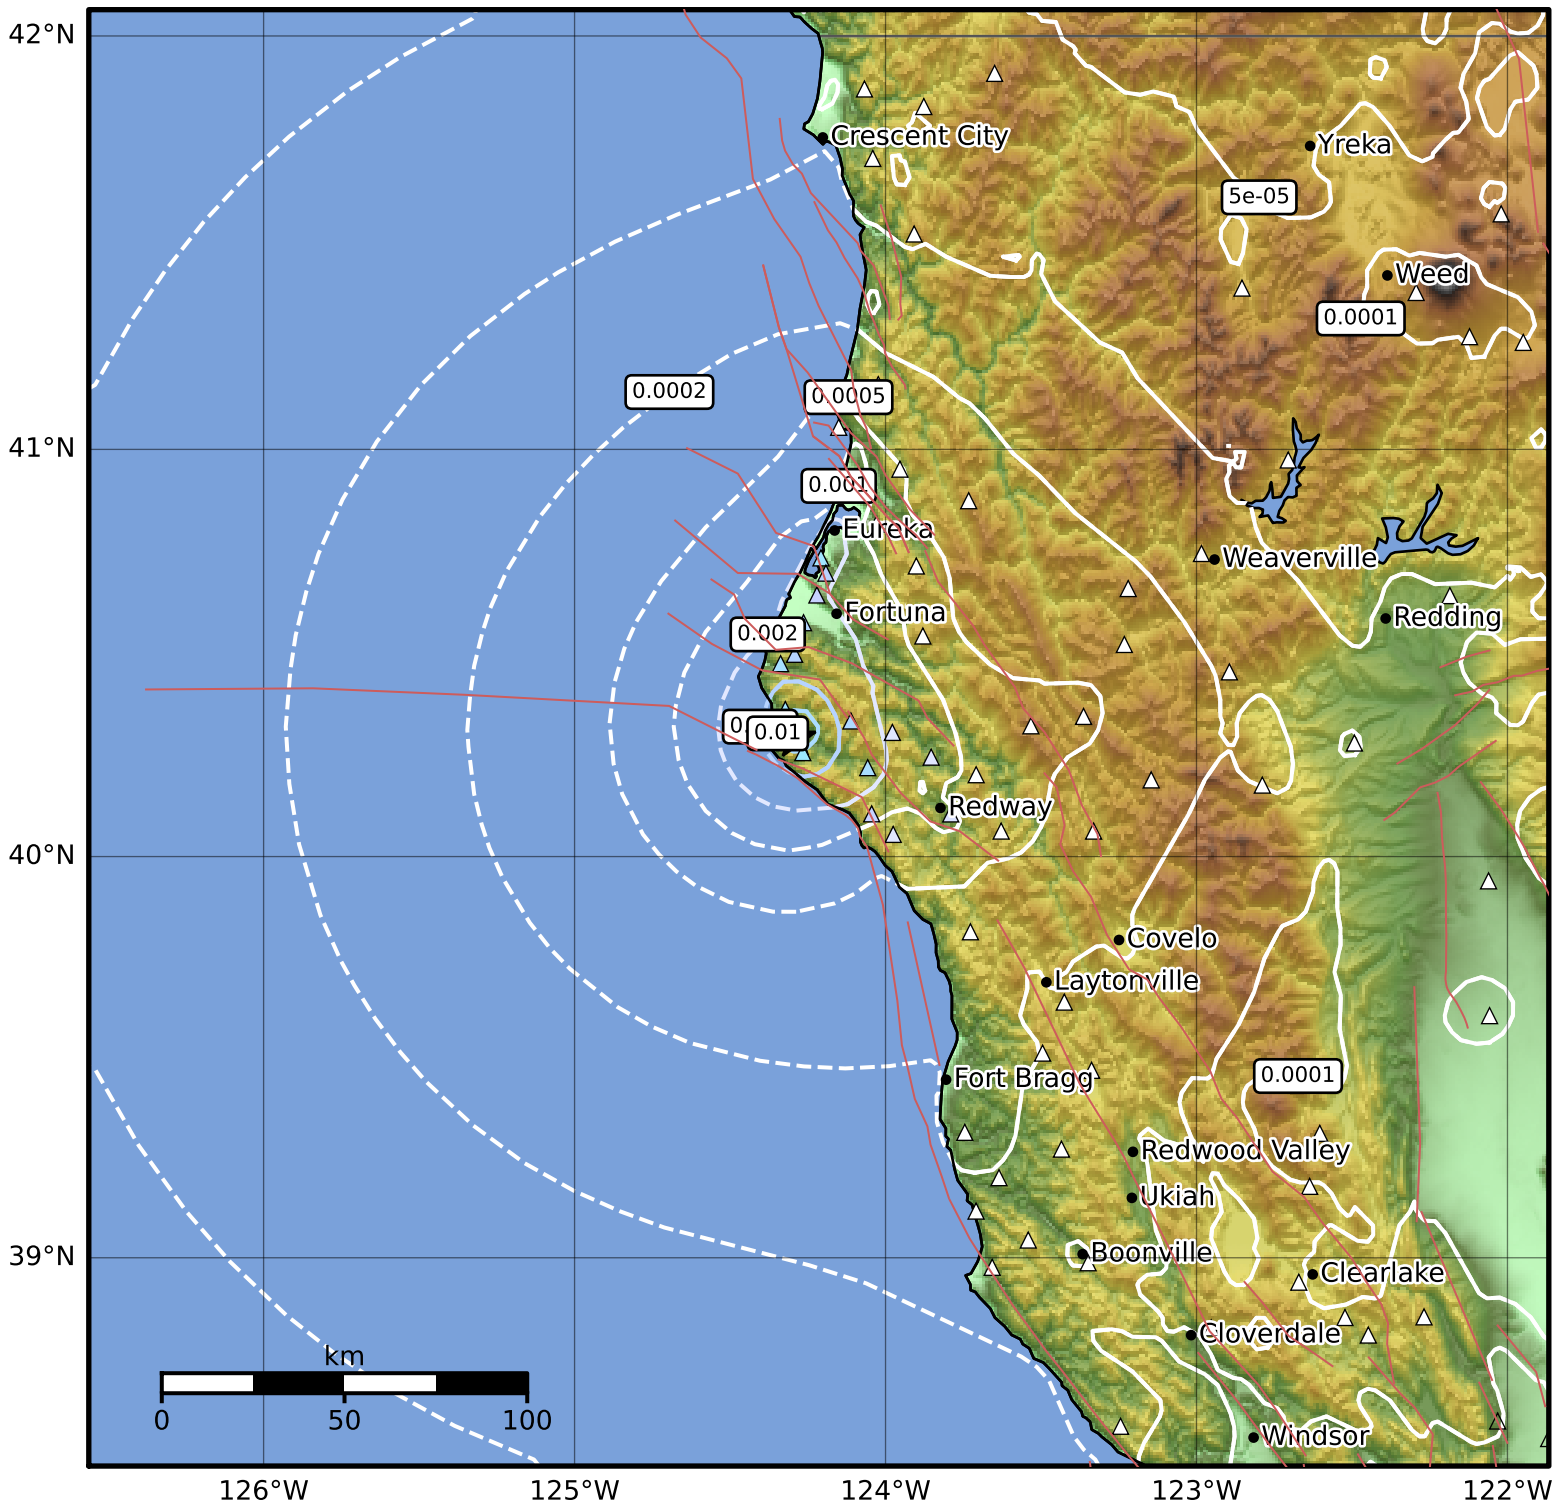 42°N
Crescent City
Yreka
5e-05
Weed
0.0001
0.0002
0.0005
41°N
0.001
Eureka
Weaverville
Fortuna
Redding
0.002
0.01
Redway
40°N
Covelo
Laytonville
0.0001
Fort Bragg
Redwood Valley
Ukiah
39°N
Boonville
Clearlake
Cloverdale
km
0 50 100
Windsor
126°W 125°W 124°W 123°W 122°W